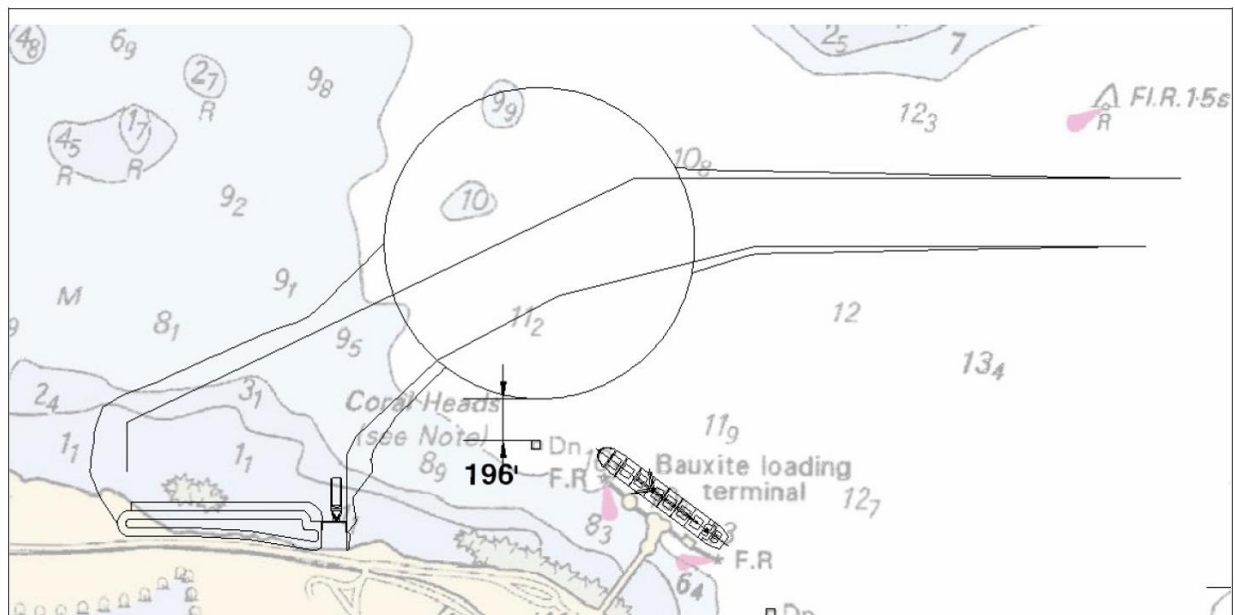 4₈
6₉
2₅
7
2₇
R
9₈
9₉
12₃
Fl.R.1·5s
R
4₅
1₇
R
R
10₈
9₂
10
9₁
M
8₁
9₅
11₂
12
13₄
9
2₄
3₁
Coral Heads
(see Note)
1₁
1₁
8₉
196'
Dn
11₉
F.R
Bauxite loading
terminal
12₇
8₃
F.R
6₄
Dn